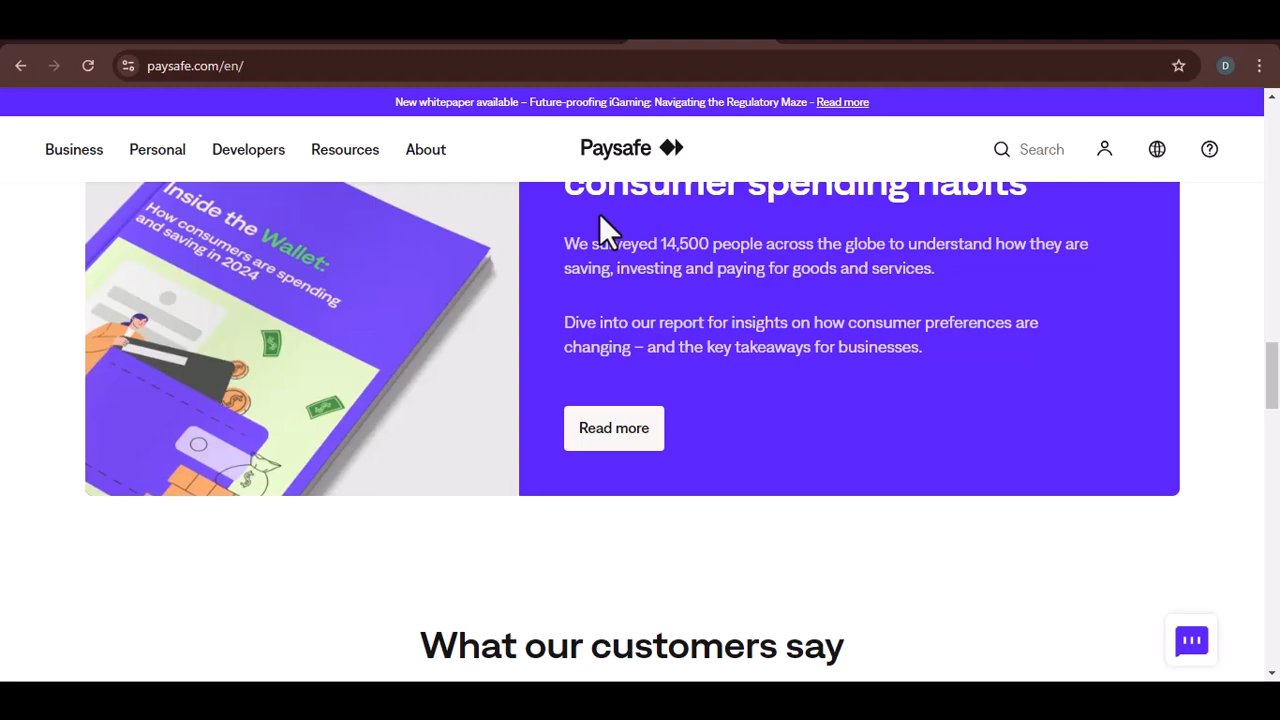 paysafe.com/en/
D
New whitepaper available – Future-proofing iGaming: Navigating the Regulatory Maze - Read more
Business Personal Developers Resources About Paysafe Search
consumer spending habits
Inside the Wallet:
How consumers are spending
and saving in 2024
We surveyed 14,500 people across the globe to understand how they are
saving, investing and paying for goods and services.
Dive into our report for insights on how consumer preferences are
changing – and the key takeaways for businesses.
Read more
What our customers say